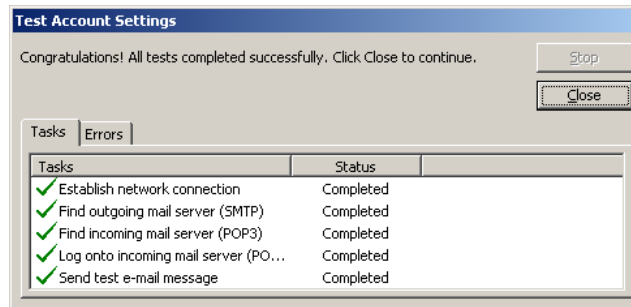 Test Account Settings
Congratulations! All tests completed successfully. Click Close to continue.
Stop
Close
Tasks Errors
Tasks Status
Establish network connection Completed
Find outgoing mail server (SMTP) Completed
Find incoming mail server (POP3) Completed
Log onto incoming mail server (PO... Completed
Send test e-mail message Completed